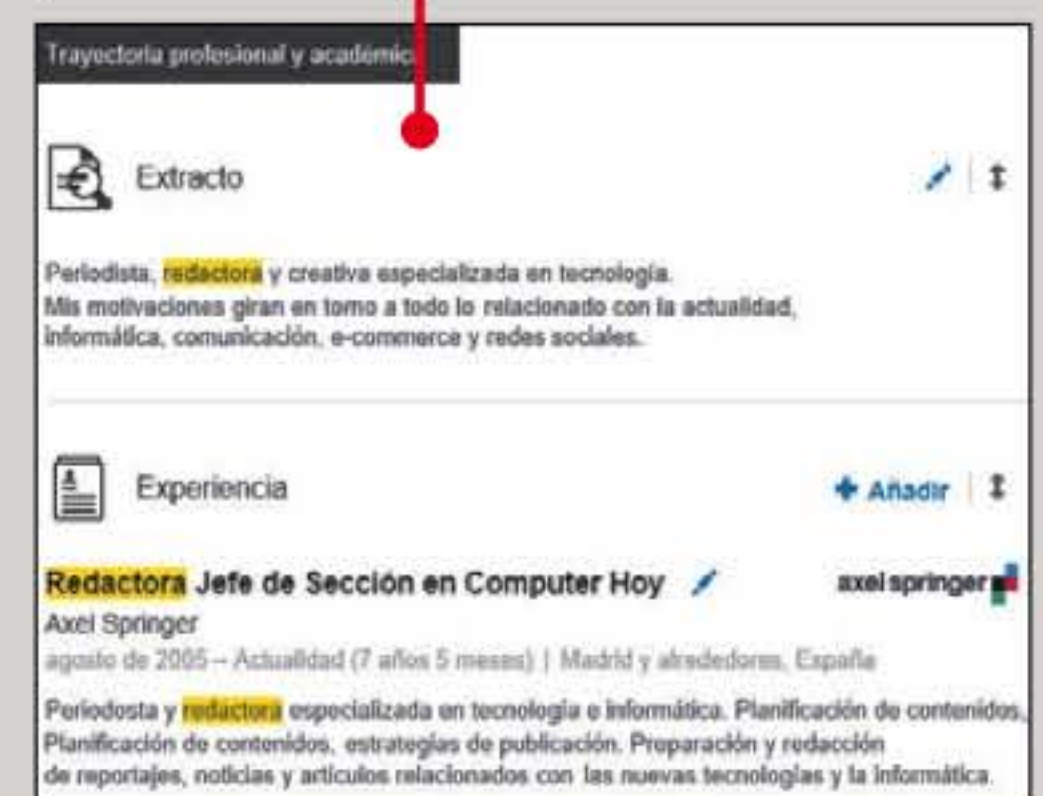 Trayectoria profesional y académic
Extracto
Periodista, redactora y creativa especializada en tecnología.
Mis motivaciones giran en torno a todo lo relacionado con la actualidad,
informática, comunicación, e-commerce y redes sociales.
Experiencia
Añadir
Redactora Jefe de Sección en Computer Hoy
axel springer
Axel Springer
agosto de 2005 – Actualidad (7 años 5 meses) | Madrid y alrededores, España
Periodosta y redactora especializada en tecnología e informática. Planificación de contenidos,
Planificación de contenidos, estrategias de publicación. Preparación y redacción
de reportajes, noticias y artículos relacionados con las nuevas tecnologías y la informática.